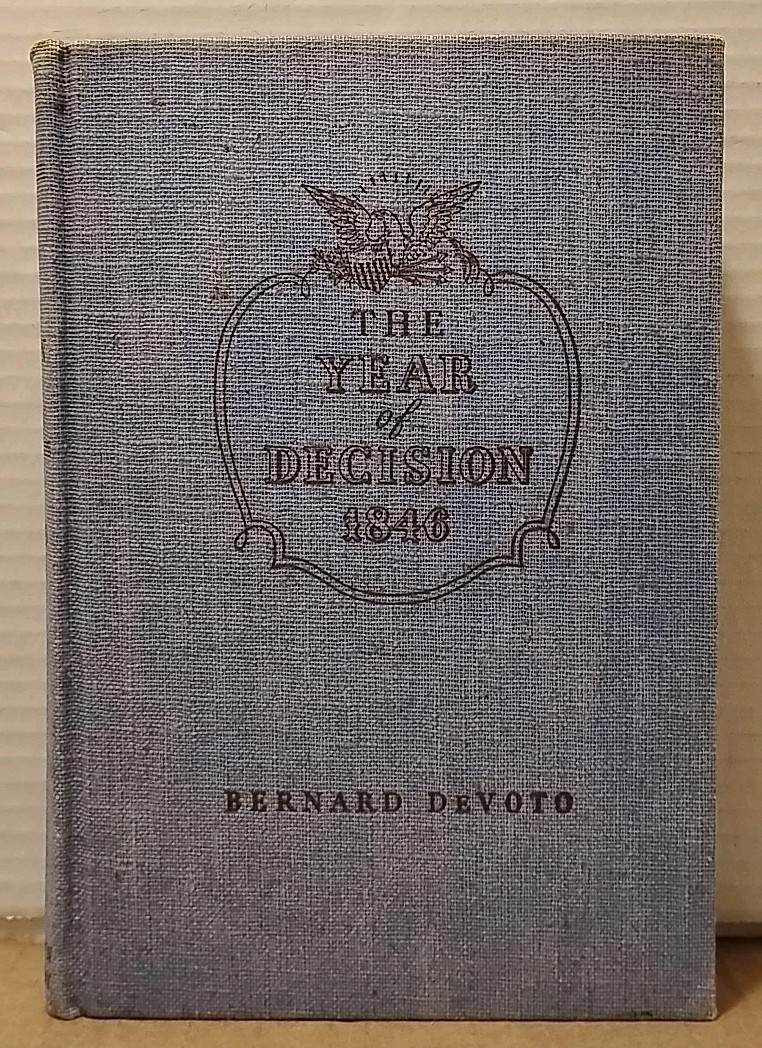 THE
YEAR
of
DECISION
1846
BERNARD DEVOTO